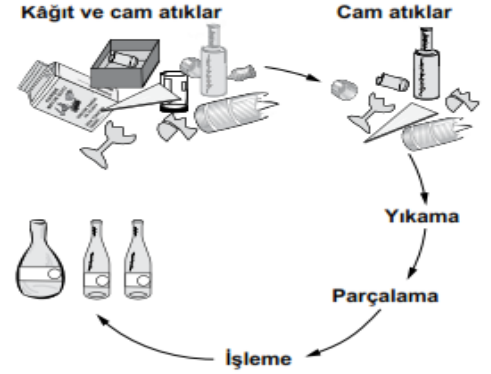 Kâğıt ve cam atıklar
Cam atıklar
Yıkama
Parçalama
İşleme